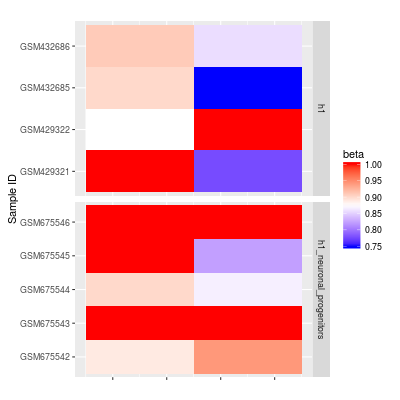 GSM432686
GSM432685
GSM429322
GSM429321
h1
GSM675546
GSM675545
GSM675544
GSM675543
GSM675542
h1_neuronal_progenitors
Sample ID
beta
1.00
0.95
0.90
0.85
0.80
0.75